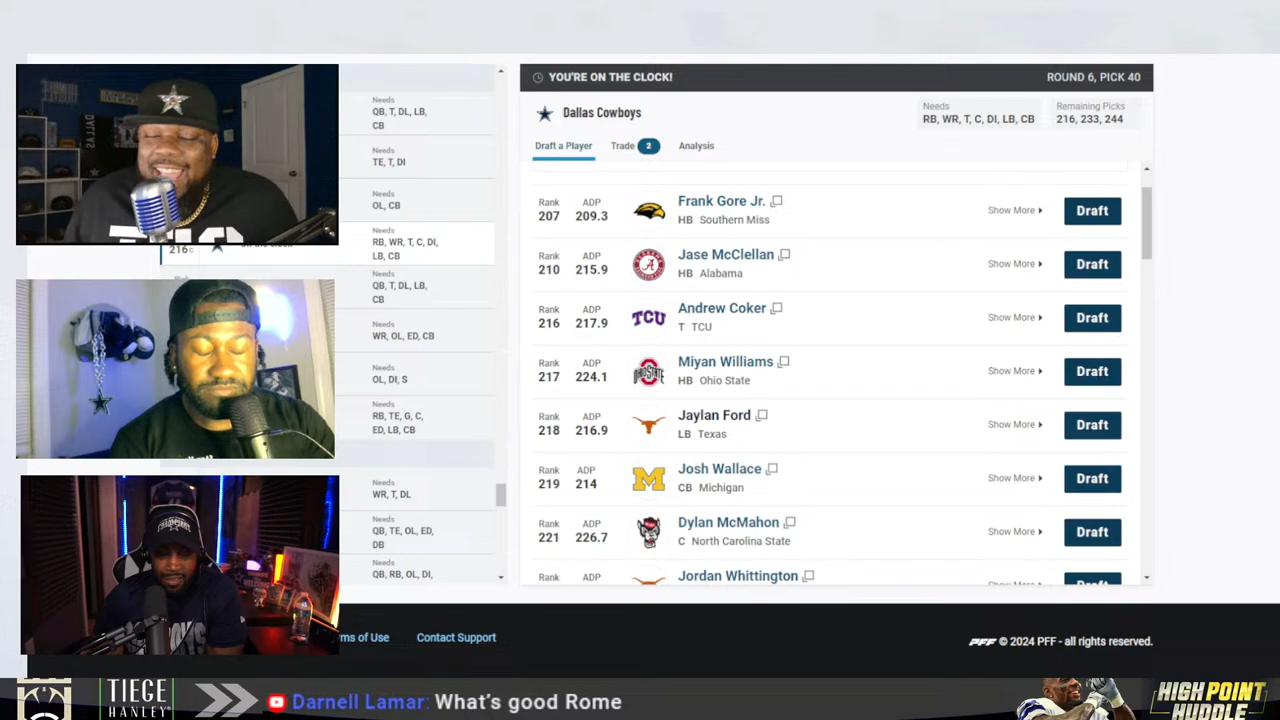 YOU'RE ON THE CLOCK!
ROUND 6, PICK 40
Dallas Cowboys
Needs
RB, WR, T, C, DI, LB, CB
Remaining Picks
216, 233, 244
Draft a Player
Trade 2
Analysis
Rank ADP
207 209.3
Frank Gore Jr.
HB Southern Miss
Show More
Draft
Rank ADP
210 215.9
Jase McClellan
HB Alabama
Show More
Draft
Rank ADP
216 217.9
TCU
Andrew Coker
T TCU
Show More
Draft
Rank ADP
217 224.1
OHIO STATE
Miyan Williams
HB Ohio State
Show More
Draft
Rank ADP
218 216.9
Jaylan Ford
LB Texas
Show More
Draft
Rank ADP
219 214
Josh Wallace
CB Michigan
Show More
Draft
Rank ADP
221 226.7
Dylan McMahon
C North Carolina State
Show More
Draft
Rank ADP
Jordan Whittington
Needs
QB, T, DL, LB,
CB
Needs
TE, T, DI
Needs
OL, CB
216
Needs
RB, WR, T, C, DI,
LB, CB
Needs
QB, T, DL, LB,
CB
Needs
WR, OL, ED, CB
Needs
OL, DI, S
Needs
RB, TE, G, C,
ED, LB, CB
Needs
WR, T, DL
Needs
QB, TE, OL, ED,
DB
Needs
QB, RB, OL, DI,
ms of Use
Contact Support
PFF © 2024 PFF - all rights reserved.
TIEGE
HANLEY
Darnell Lamar: What's good Rome
HIGH POINT
HUDDLE